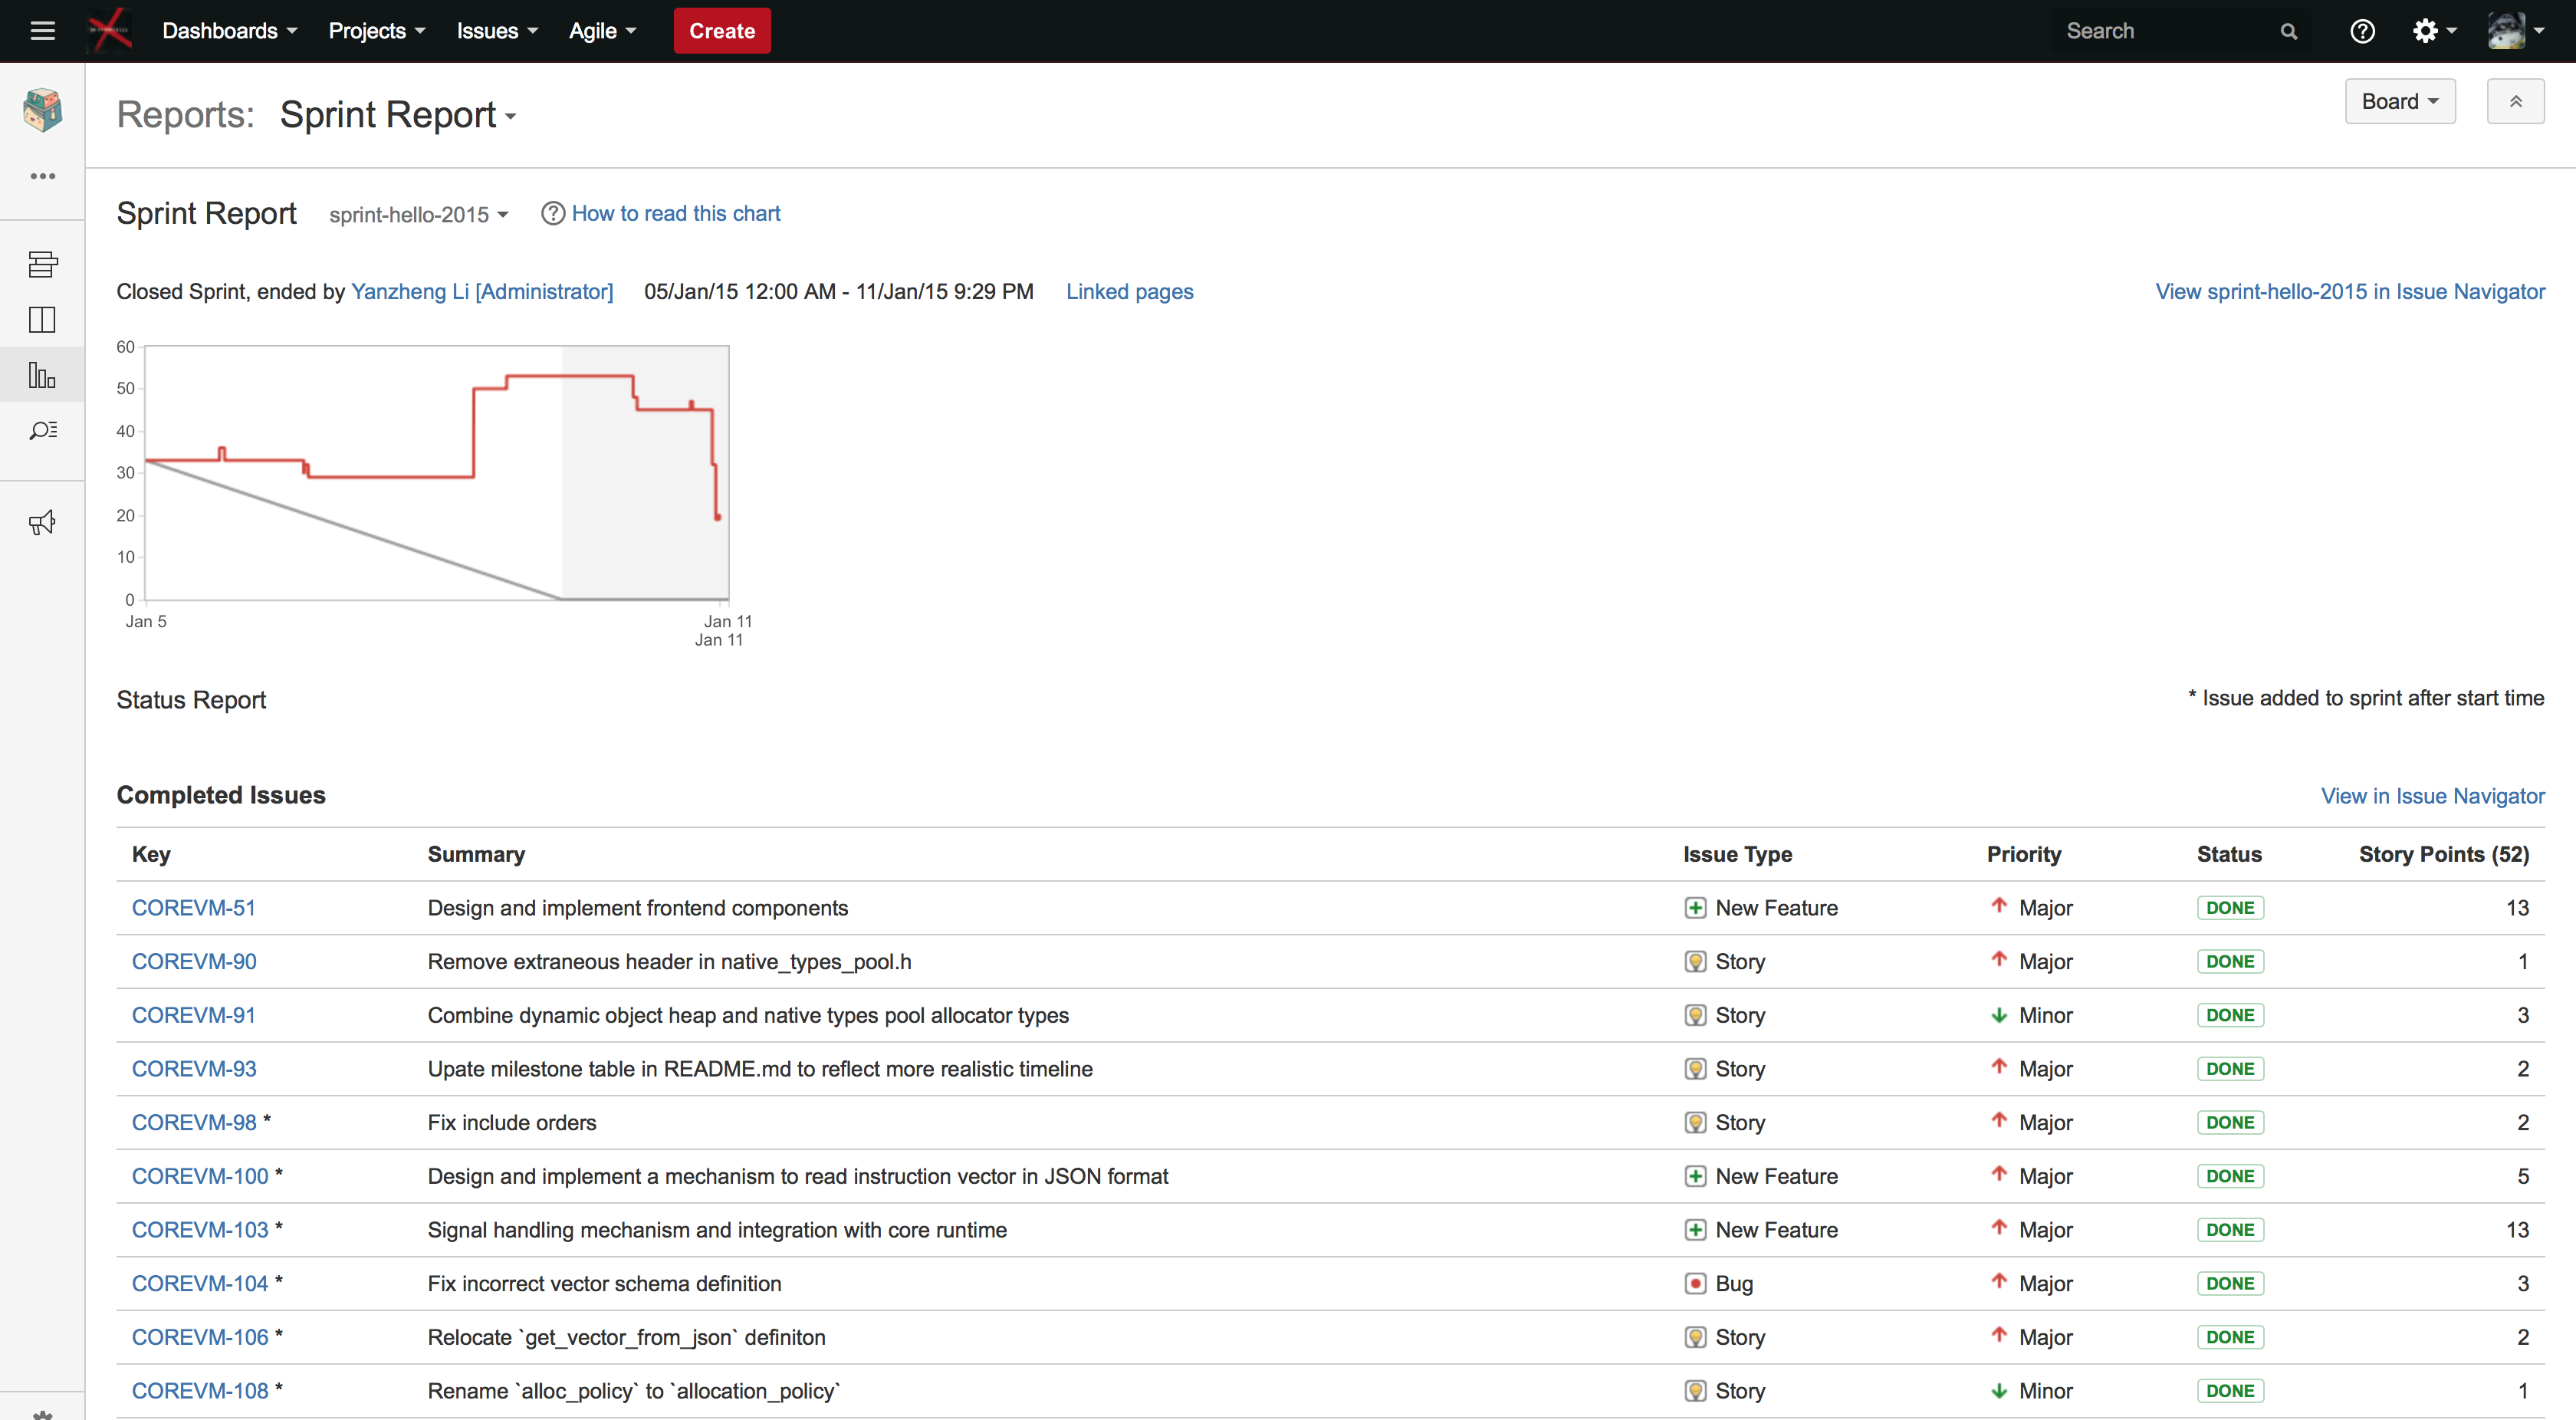 Dashboards Projects Issues Agile Create Search
Reports: Sprint Report Board
Sprint Report sprint-hello-2015 How to read this chart
Closed Sprint, ended by Yanzheng Li [Administrator] 05/Jan/15 12:00 AM - 11/Jan/15 9:29 PM Linked pages View sprint-hello-2015 in Issue Navigator
60
50
40
30
20
10
0
Jan 5 Jan 11
Jan 11
Status Report * Issue added to sprint after start time
Completed Issues View in Issue Navigator
Key Summary Issue Type Priority Status Story Points (52)
COREVM-51 Design and implement frontend components New Feature Major DONE 13
COREVM-90 Remove extraneous header in native_types_pool.h Story Major DONE 1
COREVM-91 Combine dynamic object heap and native types pool allocator types Story Minor DONE 3
COREVM-93 Upate milestone table in README.md to reflect more realistic timeline Story Major DONE 2
COREVM-98 * Fix include orders Story Major DONE 2
COREVM-100 * Design and implement a mechanism to read instruction vector in JSON format New Feature Major DONE 5
COREVM-103 * Signal handling mechanism and integration with core runtime New Feature Major DONE 13
COREVM-104 * Fix incorrect vector schema definition Bug Major DONE 3
COREVM-106 * Relocate `get_vector_from_json` definiton Story Major DONE 2
COREVM-108 * Rename `alloc_policy` to `allocation_policy` Story Minor DONE 1